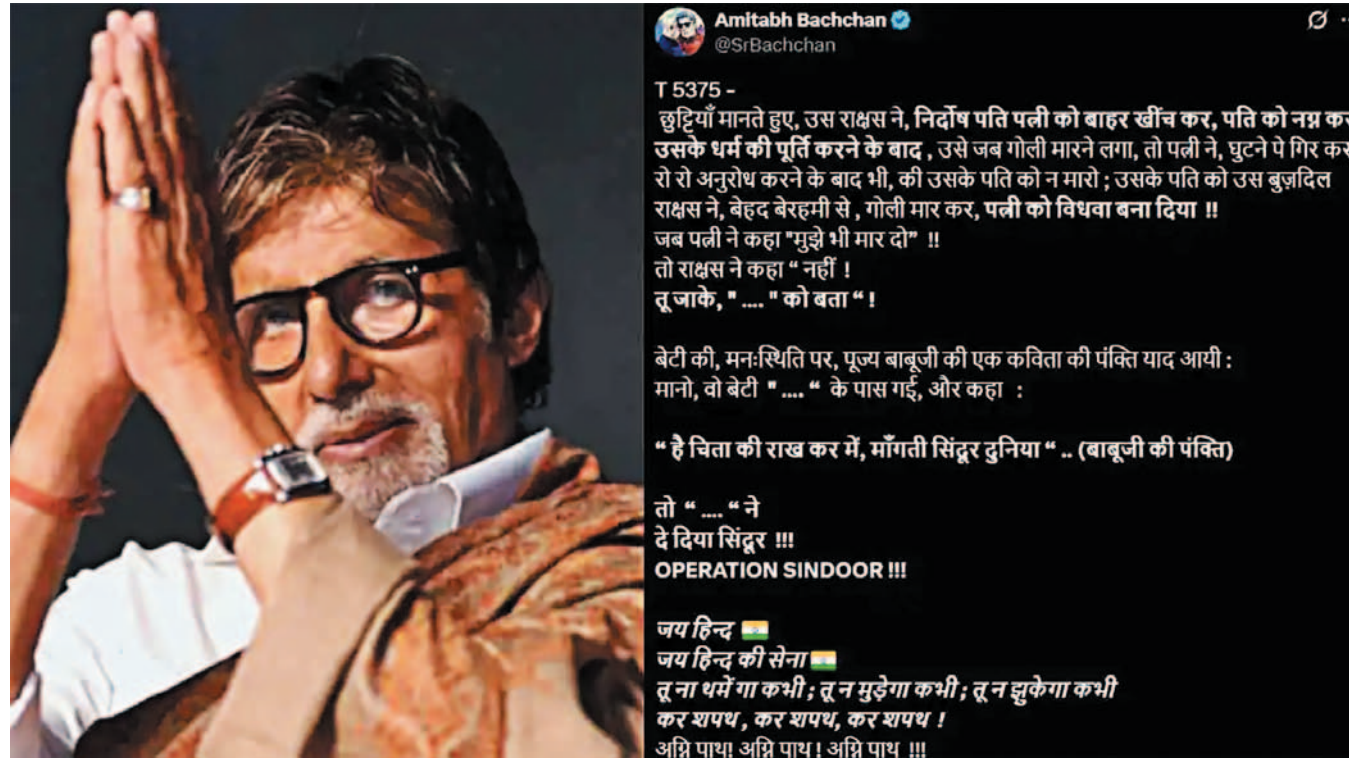 Amitabh Bachchan
@SrBachchan
T 5375 -
छुट्टियाँ मानते हुए, उस राक्षस ने, निर्दोष पति पत्नी को बाहर खींच कर, पति को नग्न कर
उसके धर्म की पूर्ति करने के बाद , उसे जब गोली मारने लगा, तो पत्नी ने, घुटने पे गिर कर
रो रो अनुरोध करने के बाद भी, की उसके पति को न मारो ; उसके पति को उस बुज़दिल
राक्षस ने, बेहद बेरहमी से , गोली मार कर, पत्नी को विधवा बना दिया !!
जब पत्नी ने कहा "मुझे भी मार दो” !!
तो राक्षस ने कहा “ नहीं !
तू जाके, " .... " को बता “ !
बेटी की, मनःस्थिति पर, पूज्य बाबूजी की एक कविता की पंक्ति याद आयी :
मानो, वो बेटी " .... “ के पास गई, और कहा :
“ है चिता की राख कर में, माँगती सिंदूर दुनिया “ .. (बाबूजी की पंक्ति)
तो “ .... “ ने
दे दिया सिंदूर !!!
OPERATION SINDOOR !!!
जय हिन्द 🇮🇳
जय हिन्द की सेना 🇮🇳
तू ना थमें गा कभी ; तू न मुड़ेगा कभी ; तू न झुकेगा कभी
कर शपथ , कर शपथ, कर शपथ !
अग्नि पाथ! अग्नि पाथ ! अग्नि पाथ !!!